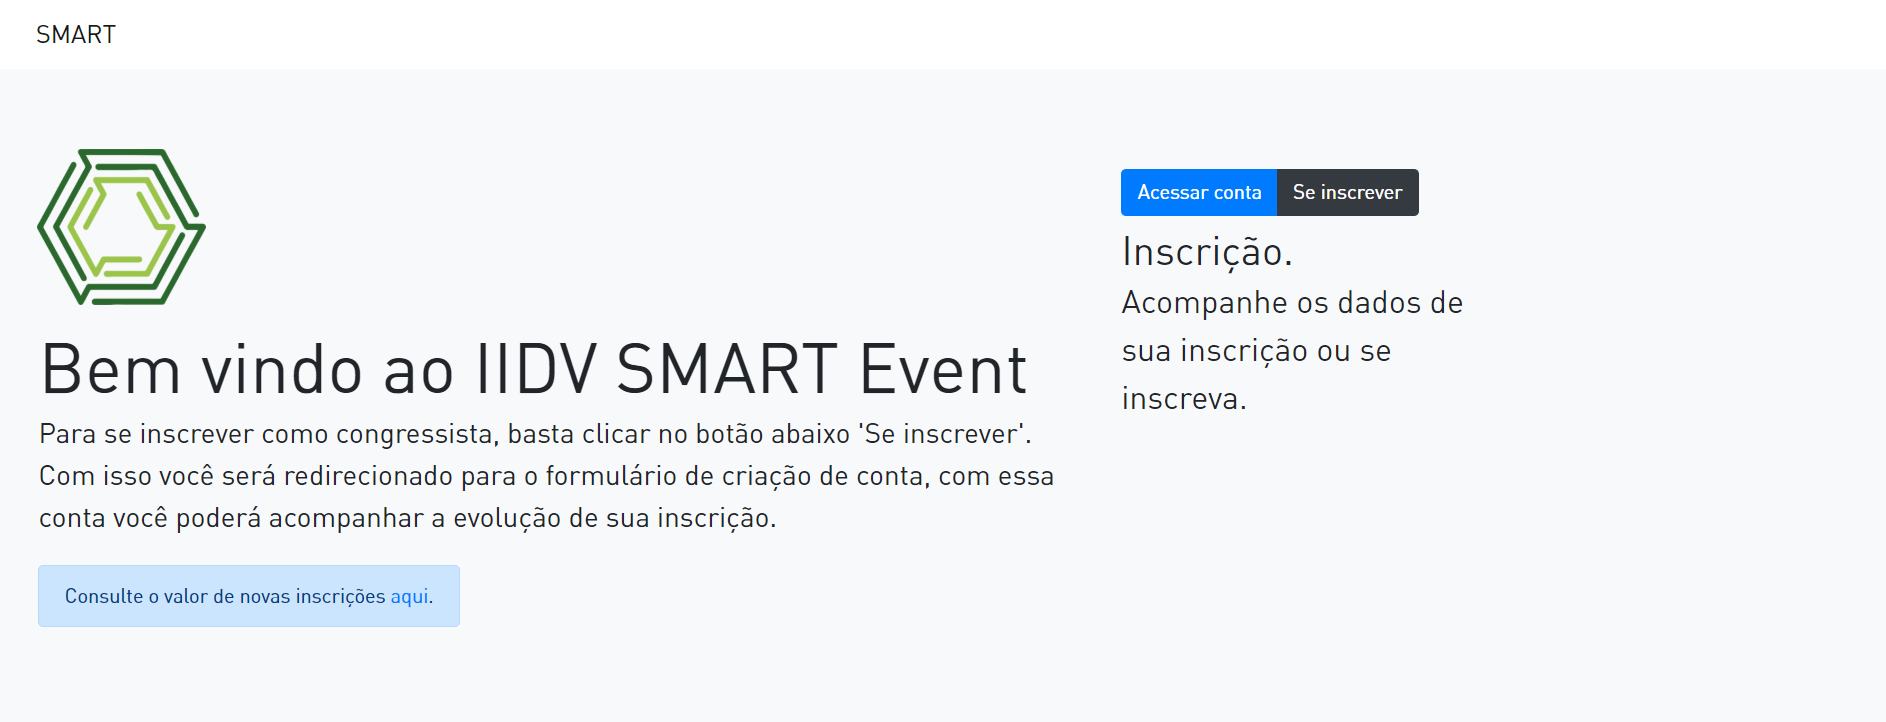 SMART
Bem vindo ao IIDV SMART Event
Para se inscrever como congressista, basta clicar no botão abaixo 'Se inscrever'.
Com isso você será redirecionado para o formulário de criação de conta, com essa
conta você poderá acompanhar a evolução de sua inscrição.
Consulte o valor de novas inscrições aqui.
Acessar conta Se inscrever
Inscrição.
Acompanhe os dados de
sua inscrição ou se
inscreva.